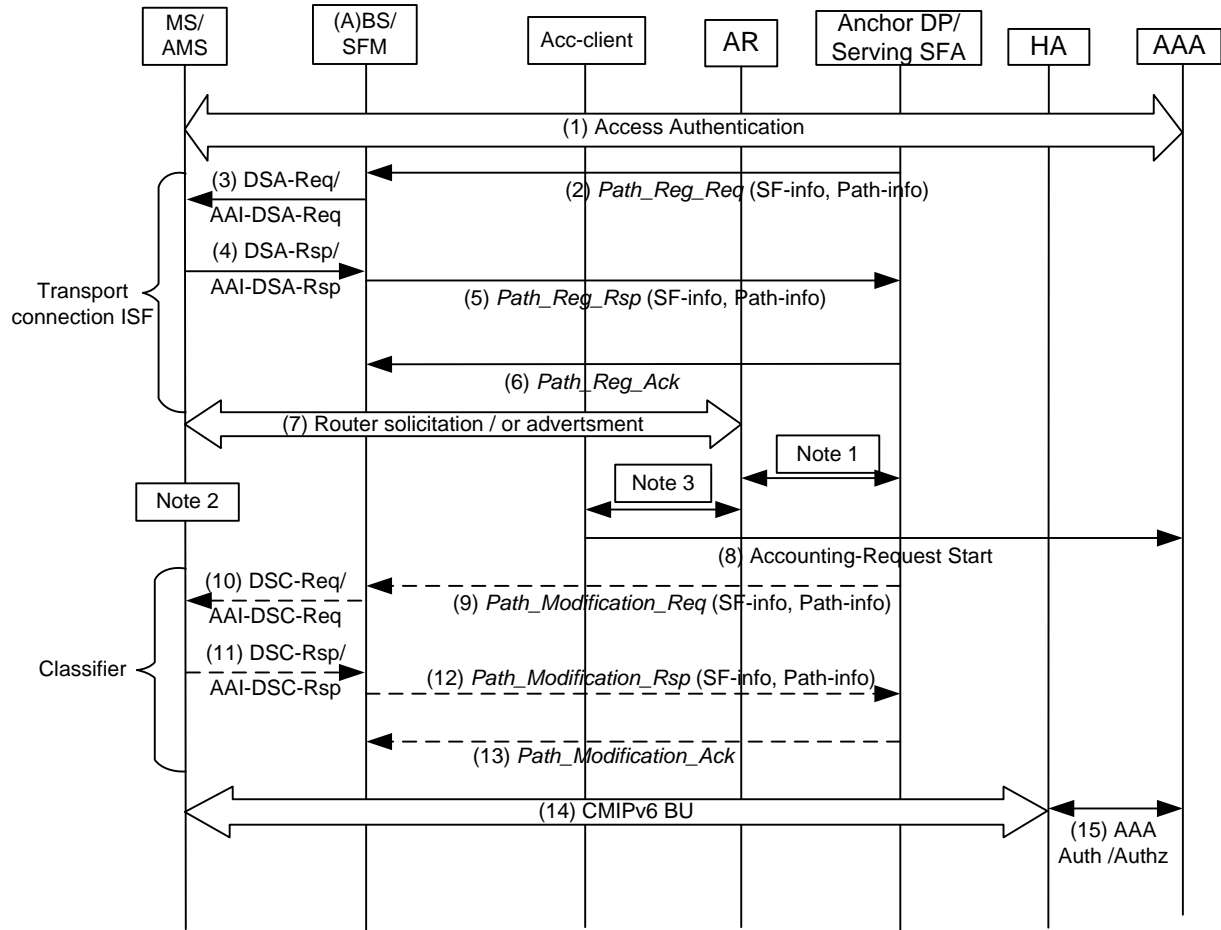 MS/
AMS
(A)BS/
SFM
Acc-client
AR
Anchor DP/
Serving SFA
HA
AAA
(1) Access Authentication
(2) Path_Reg_Req (SF-info, Path-info)
(3) DSA-Req/
AAI-DSA-Req
(4) DSA-Rsp/
AAI-DSA-Rsp
(5) Path_Reg_Rsp (SF-info, Path-info)
Transport
connection ISF
(6) Path_Reg_Ack
(7) Router solicitation / or advertsment
Note 1
Note 3
Note 2
(8) Accounting-Request Start
(9) Path_Modification_Req (SF-info, Path-info)
(10) DSC-Req/
AAI-DSC-Req
Classifier
(11) DSC-Rsp/
AAI-DSC-Rsp
(12) Path_Modification_Rsp (SF-info, Path-info)
(13) Path_Modification_Ack
(14) CMIPv6 BU
(15) AAA
Auth /Authz